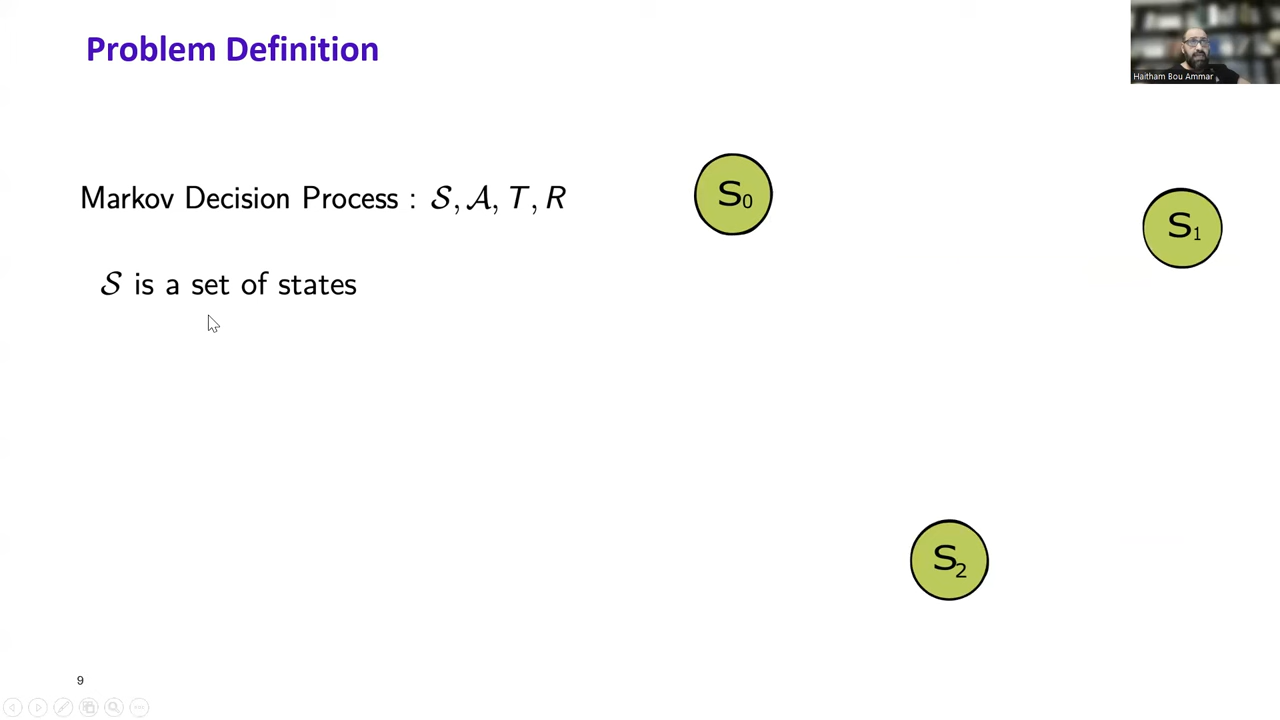 Problem Definition
Haitham Bou Ammar
Markov Decision Process : 𝒮, 𝒜, T, R
S₀
S₁
𝒮 is a set of states
S₂
9